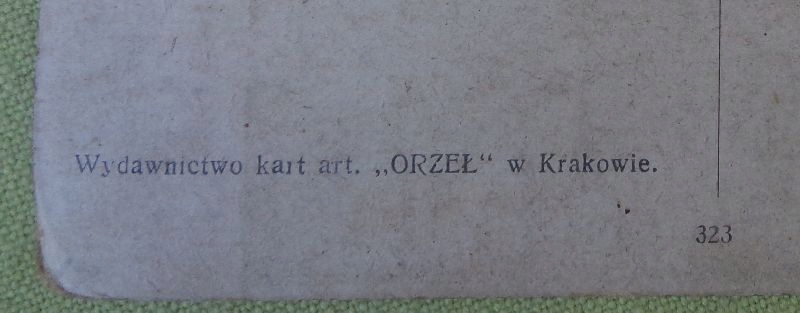 Wydawnictwo kart art. „ORZEŁ“ w Krakowie.
323